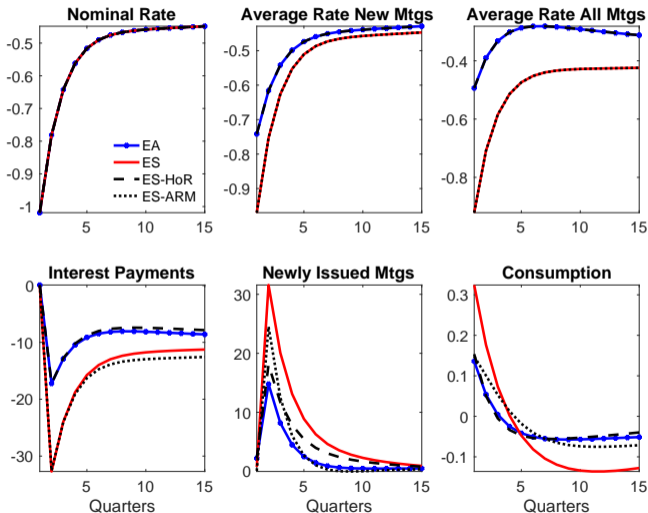 Nominal Rate
-0.5
-0.6
-0.7
-0.8
-0.9
-1
5 10 15
EA
ES
ES-HoR
ES-ARM
Average Rate New Mtgs
-0.5
-0.6
-0.7
-0.8
-0.9
5 10 15
Average Rate All Mtgs
-0.4
-0.6
-0.8
5 10 15
Interest Payments
0
-10
-20
-30
5 10 15
Quarters
Newly Issued Mtgs
30
20
10
0
5 10 15
Quarters
Consumption
0.3
0.2
0.1
0
-0.1
5 10 15
Quarters